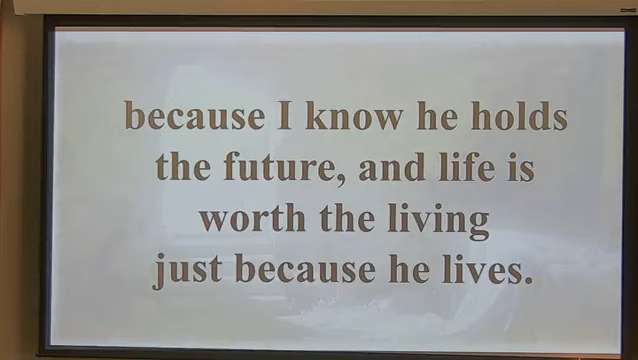 because I know he holds
the future, and life is
worth the living
just because he lives.